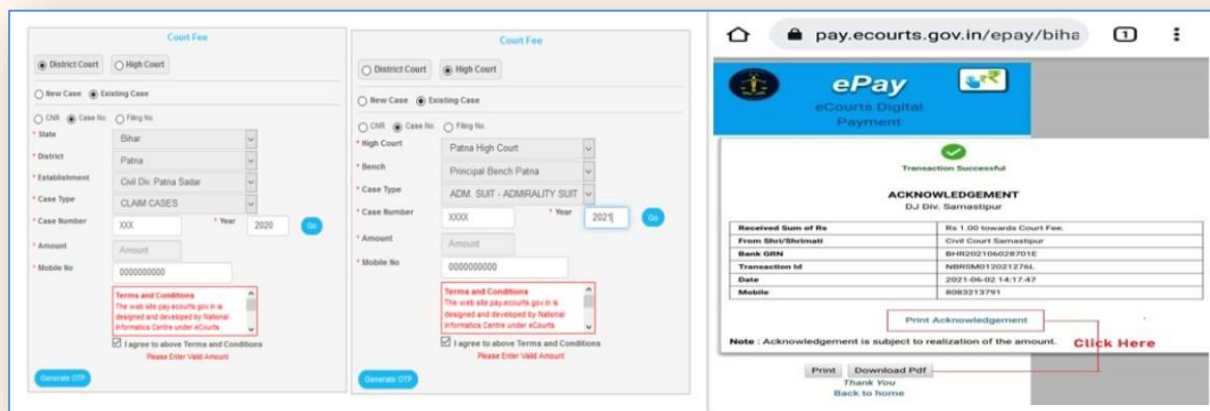 Court Fee
District Court High Court
New Case Existing Case
CNR Case No. Filing No.
* State Bihar
* District Patna
* Establishment Civil Div. Patna Sadar
* Case Type CLAIM CASES
* Case Number XXX * Year 2020 Go
* Amount Amount
* Mobile No 0000000000
Terms and Conditions
The web site pay.ecourts.gov.in is
designed and developed by National
Informatics Centre under eCourts
I agree to above Terms and Conditions
Please Enter Valid Amount
Generate OTP
Court Fee
District Court High Court
New Case Existing Case
CNR Case No. Filing No.
* High Court Patna High Court
* Bench Principal Bench Patna
* Case Type ADM. SUIT - ADMIRALITY SUIT
* Case Number XXXX * Year 2021 Go
* Amount Amount
* Mobile No 0000000000
Terms and Conditions
The web site pay.ecourts.gov.in is
designed and developed by National
Informatics Centre under eCourts
I agree to above Terms and Conditions
Please Enter Valid Amount
Generate OTP
pay.ecourts.gov.in/epay/biha 1
ePay
eCourts Digital
Payment
Transaction Successful
ACKNOWLEDGEMENT
DJ Div. Samastipur
Received Sum of Rs Rs 1.00 towards Court Fee.
From Shri/Shrimati Civil Court Samastipur
Bank GRN BHR202106028701E
Transaction Id NBRSM012021276L
Date 2021-06-02 14:17:47
Mobile 8083213791
Print Acknowledgement
Note : Acknowledgement is subject to realization of the amount. Click Here
Print Download Pdf
Thank You
Back to home